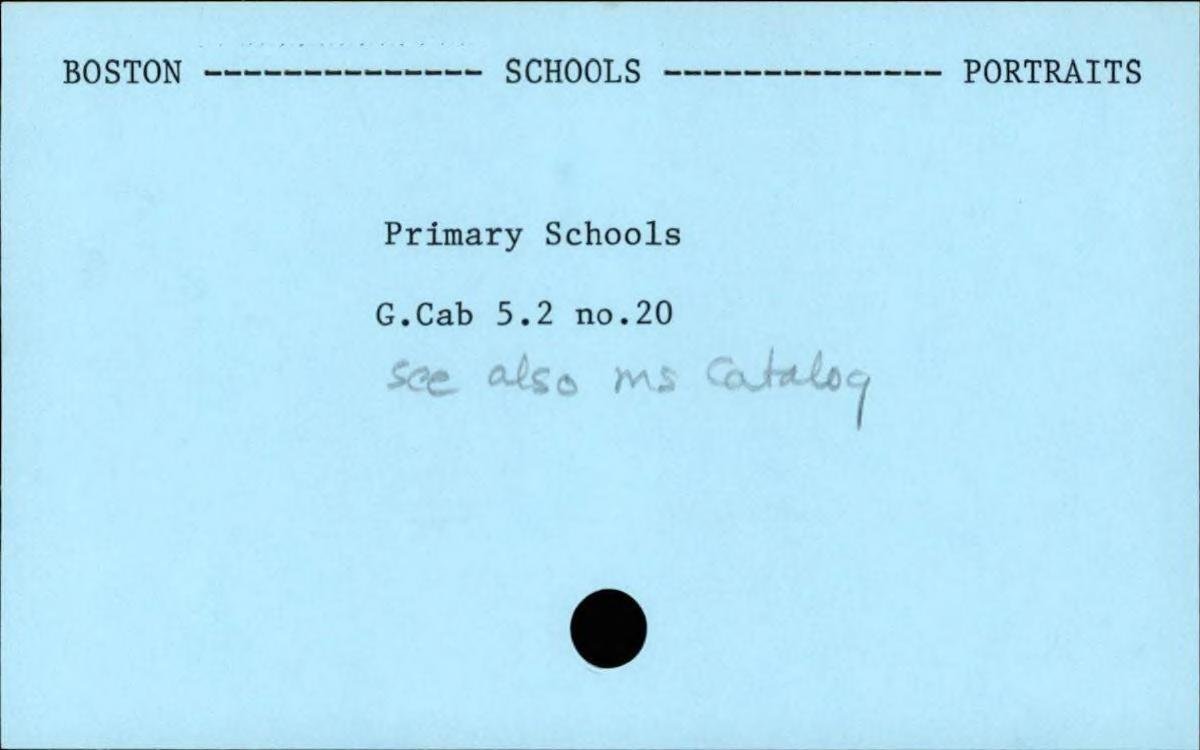 BOSTON -------------- SCHOOLS -------------- PORTRAITS
Primary Schools
G.Cab 5.2 no.20
see also ms catalog